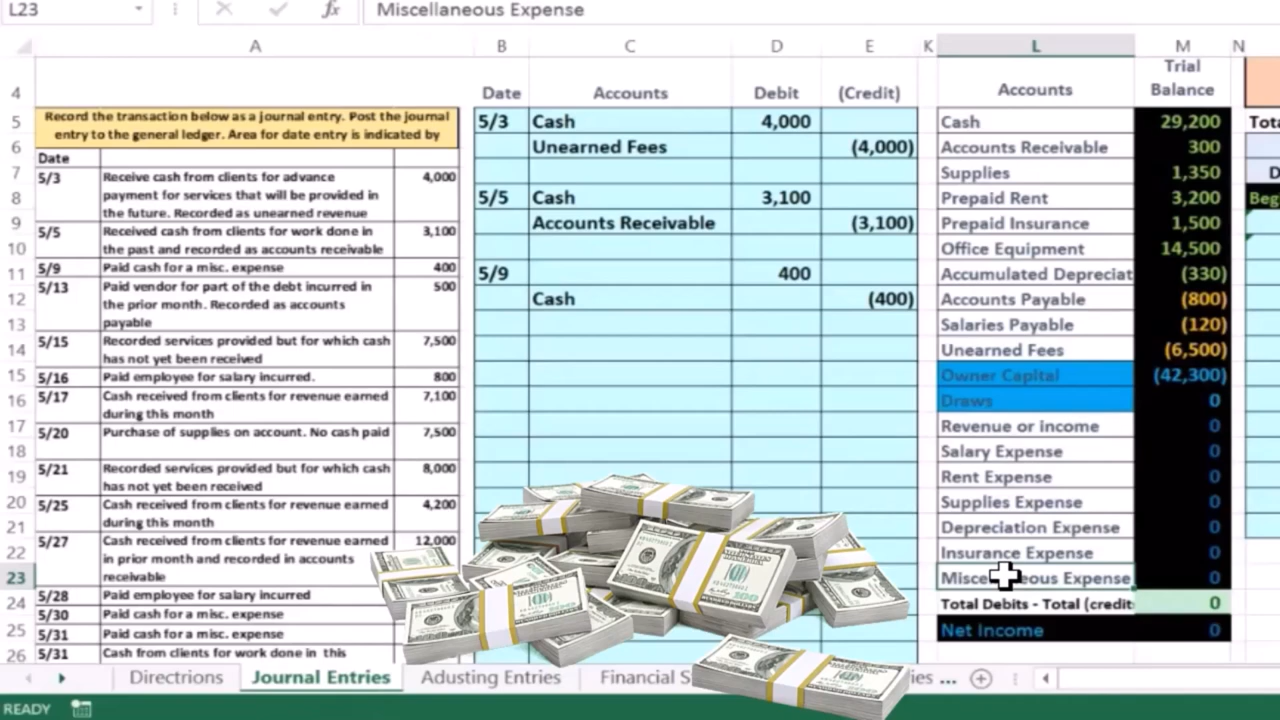 L23 fx Miscellaneous Expense
A B C D E K L M N
4 Date Accounts Debit (Credit) Accounts Trial
Balance
Record the transaction below as a journal entry. Post the journal
entry to the general ledger. Area for date entry is indicated by
Date
5/3 Receive cash from clients for advance 4,000
payment for services that will be provided in
the future. Recorded as unearned revenue
5/5 Received cash from clients for work done in 3,100
the past and recorded as accounts receivable
5/9 Paid cash for a misc. expense 400
5/13 Paid vendor for part of the debt incurred in 500
the prior month. Recorded as accounts
payable
5/15 Recorded services provided but for which cash 7,500
has not yet been received
5/16 Paid employee for salary incurred. 800
5/17 Cash received from clients for revenue earned 7,100
during this month
5/20 Purchase of supplies on account. No cash paid 7,500
5/21 Recorded services provided but for which cash 8,000
has not yet been received
5/25 Cash received from clients for revenue earned 4,200
during this month
5/27 Cash received from clients for revenue earned 12,000
in prior month and recorded in accounts
receivable
5/28 Paid employee for salary incurred
5/30 Paid cash for a misc. expense
5/31 Paid cash for a misc. expense
5/31 Cash from clients for work done in this
5
6
7
8
9
10
11
12
13
14
15
16
17
18
19
20
21
22
23
24
25
26
5/3 Cash 4,000
Unearned Fees (4,000)
5/5 Cash 3,100
Accounts Receivable (3,100)
5/9 400
Cash (400)
Cash 29,200
Accounts Receivable 300
Supplies 1,350
Prepaid Rent 3,200
Prepaid Insurance 1,500
Office Equipment 14,500
Accumulated Depreciat (330)
Accounts Payable (800)
Salaries Payable (120)
Unearned Fees (6,500)
Owner Capital (42,300)
Draws 0
Revenue or income 0
Salary Expense 0
Rent Expense 0
Supplies Expense 0
Depreciation Expense 0
Insurance Expense 0
Misce eous Expense 0
Total Debits - Total (credit 0
Net Income 0
Tota
D
Beg
Directions Journal Entries Adusting Entries Financial S ies ...
READY